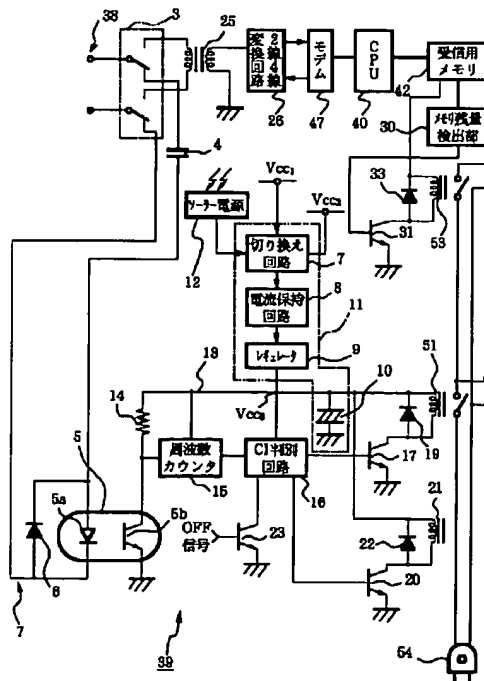 38
3
25
2線
4線
変換回路
26
モデム
47
CPU
40
受信用
メモリ
42
メモリ残量
検出部
30
4
33
31
53
Vcc1
Vcc2
ソーラー電源
12
切り換え
回路
7
電流保持
回路
8
11
レギュレータ
9
10
51
13
14
Vcc3
5
周波数
カウンタ
15
CI判別
回路
16
17
19
5a
5b
OFF
信号
23
21
22
20
6
7
39
54